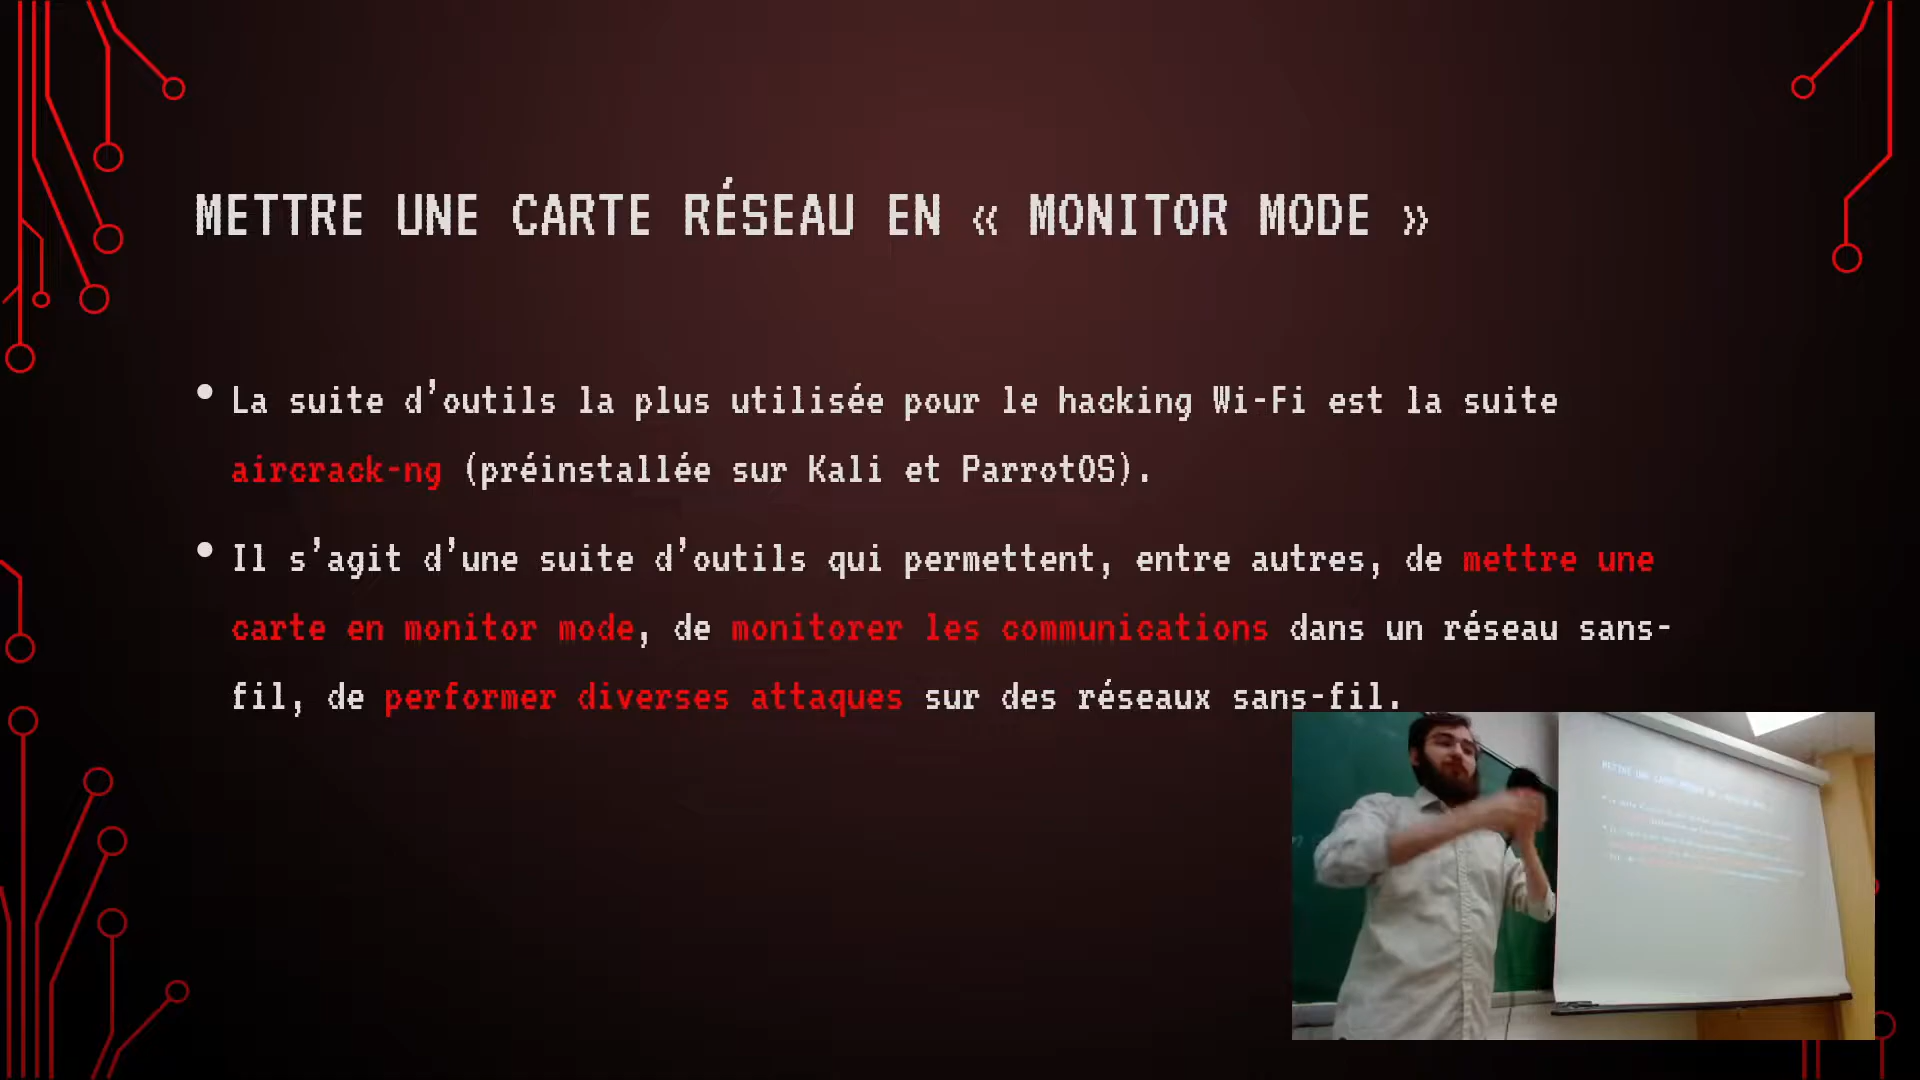 METTRE UNE CARTE RÉSEAU EN « MONITOR MODE »
• La suite d'outils la plus utilisée pour le hacking Wi-Fi est la suite
aircrack-ng (préinstallée sur Kali et ParrotOS).
• Il s'agit d'une suite d'outils qui permettent, entre autres, de mettre une
carte en monitor mode, de monitorer les communications dans un réseau sans-
fil, de performer diverses attaques sur des réseaux sans-fil.